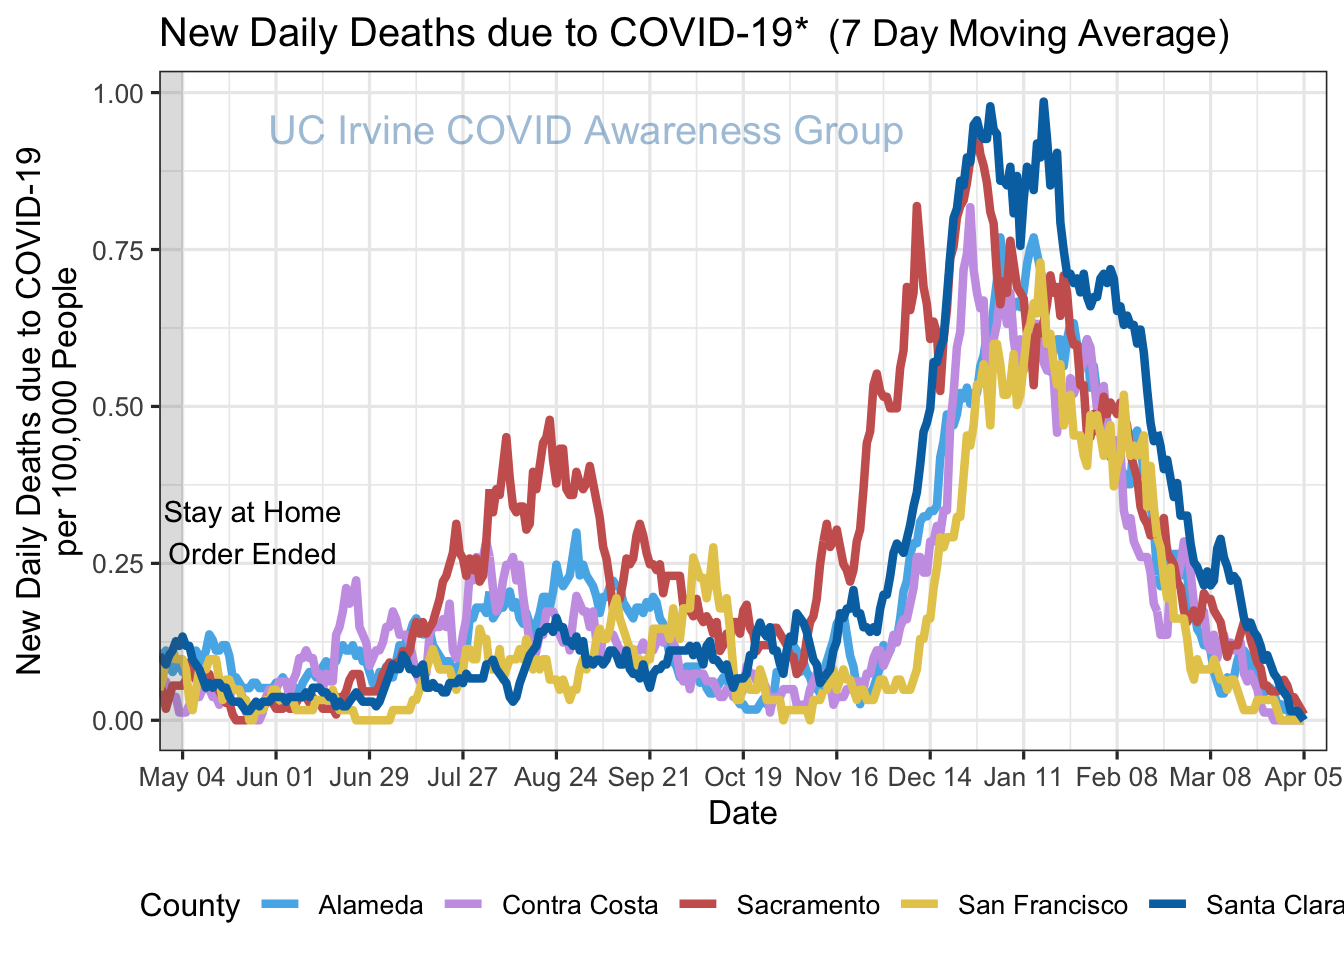 New Daily Deaths due to COVID-19* (7 Day Moving Average)
UC Irvine COVID Awareness Group
New Daily Deaths due to COVID-19
per 100,000 People
1.00
0.75
0.50
0.25
0.00
Stay at Home
Order Ended
May 04 Jun 01 Jun 29 Jul 27 Aug 24 Sep 21 Oct 19 Nov 16 Dec 14 Jan 11 Feb 08 Mar 08 Apr 05
Date
County Alameda Contra Costa Sacramento San Francisco Santa Clara